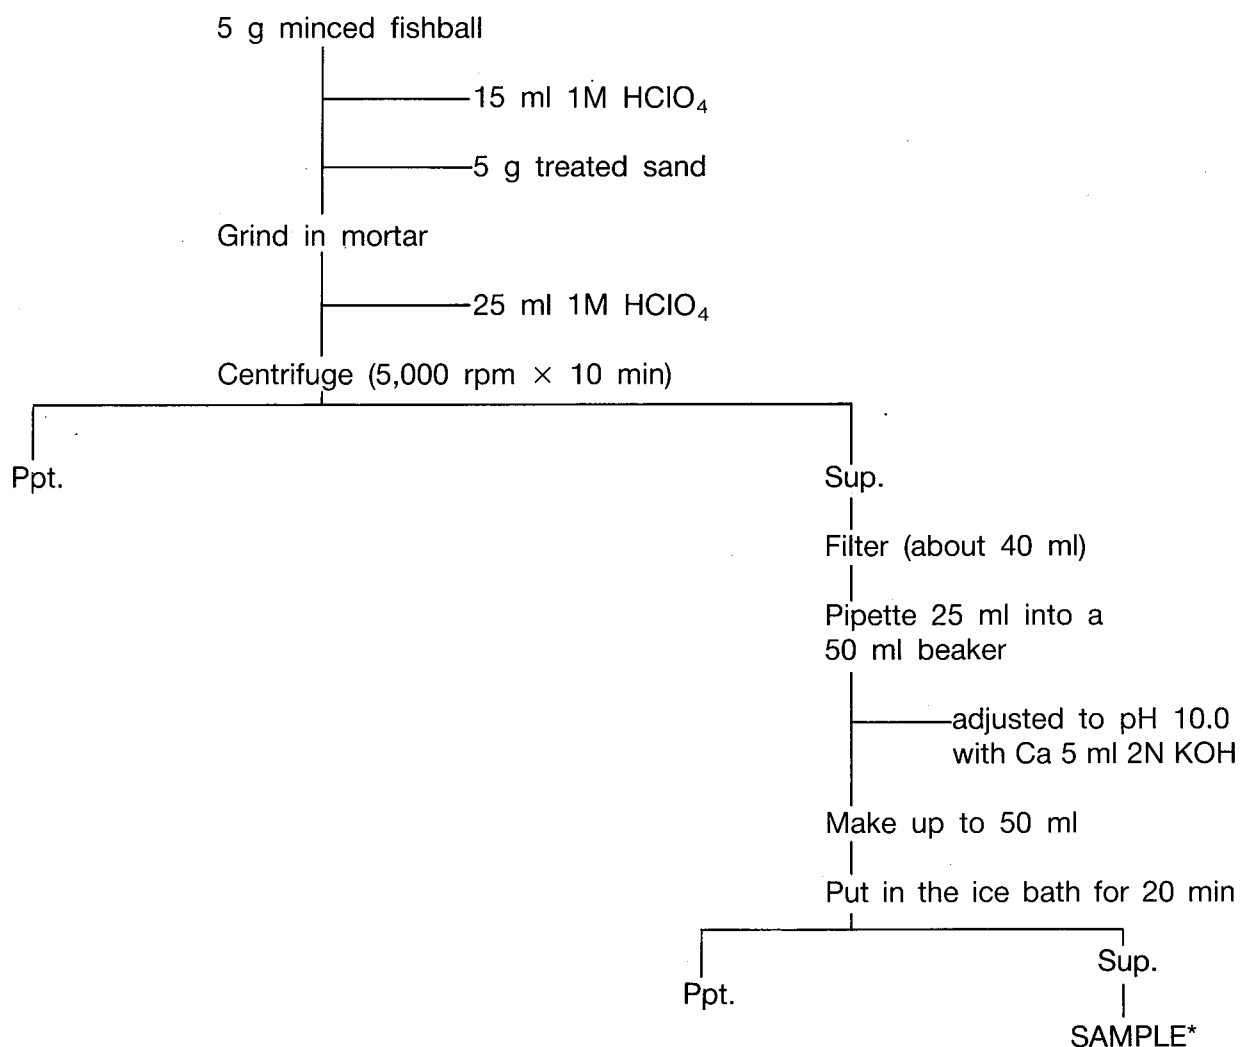 5 g minced fishball
15 ml 1M HClO₄
5 g treated sand
Grind in mortar
25 ml 1M HClO₄
Centrifuge (5,000 rpm × 10 min)
Ppt.
Sup.
Filter (about 40 ml)
Pipette 25 ml into a
50 ml beaker
adjusted to pH 10.0
with Ca 5 ml 2N KOH
Make up to 50 ml
Put in the ice bath for 20 min
Ppt.
Sup.
SAMPLE*